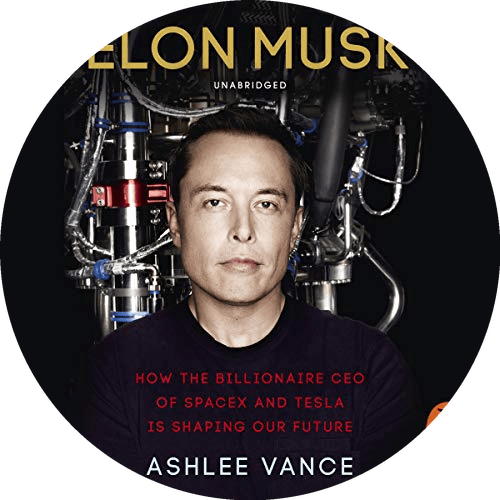 ELON MUSK
UNABRIDGED
HOW THE BILLIONAIRE CEO
OF SPACEX AND TESLA
IS SHAPING OUR FUTURE
ASHLEE VANCE